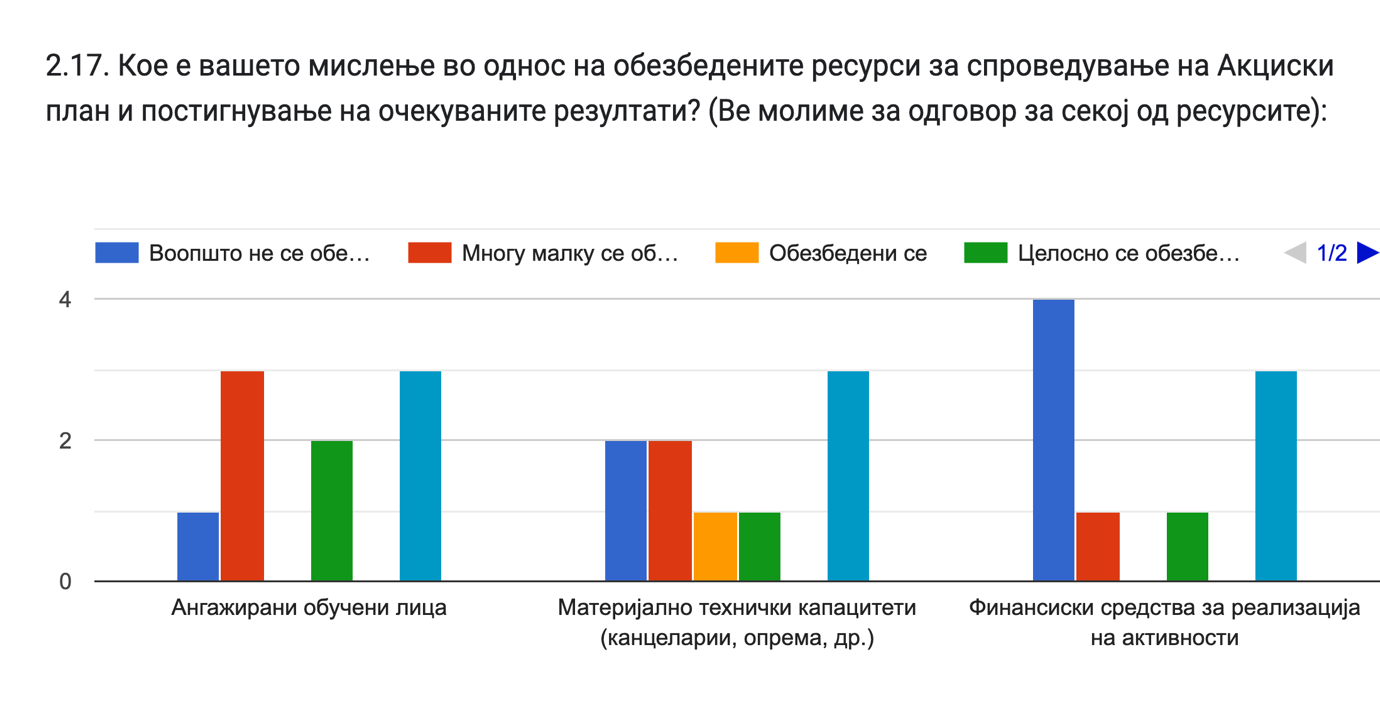 2.17. Кое е вашето мислење во однос на обезбедените ресурси за спроведување на Акциски
план и постигнување на очекуваните резултати? (Ве молиме за одговор за секој од ресурсите):
Воопшто не се обе... Многу малку се об... Обезбедени се Целосно се обезбе... 1/2
4
2
0
Ангажирани обучени лица Материјално технички капацитети Финансиски средства за реализација
(канцеларии, опрема, др.) на активности